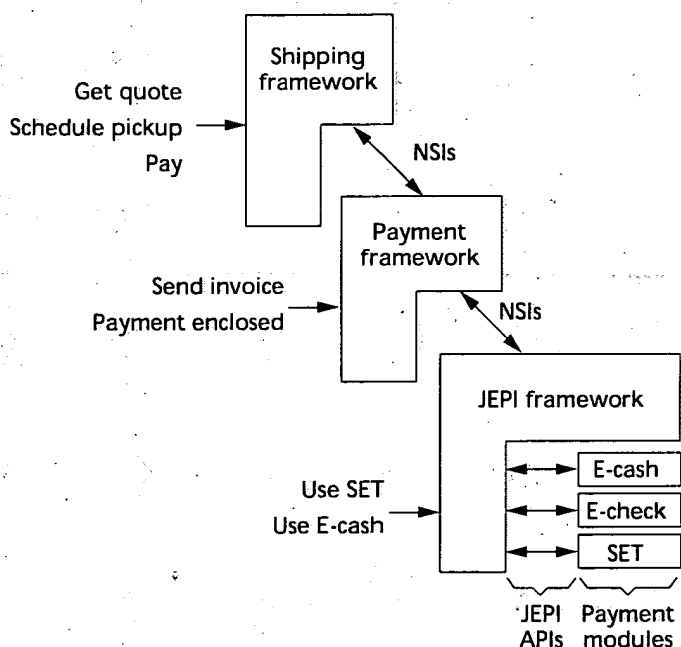 Shipping
framework
Get quote
Schedule pickup
Pay
NSIs
Payment
framework
Send invoice
Payment enclosed
NSIs
JEPI framework
E-cash
Use SET
E-check
Use E-cash
SET
JEPI
APIs
Payment
modules